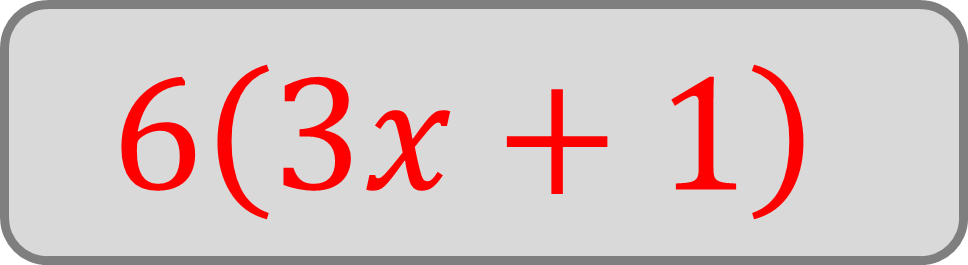 6(3x + 1)